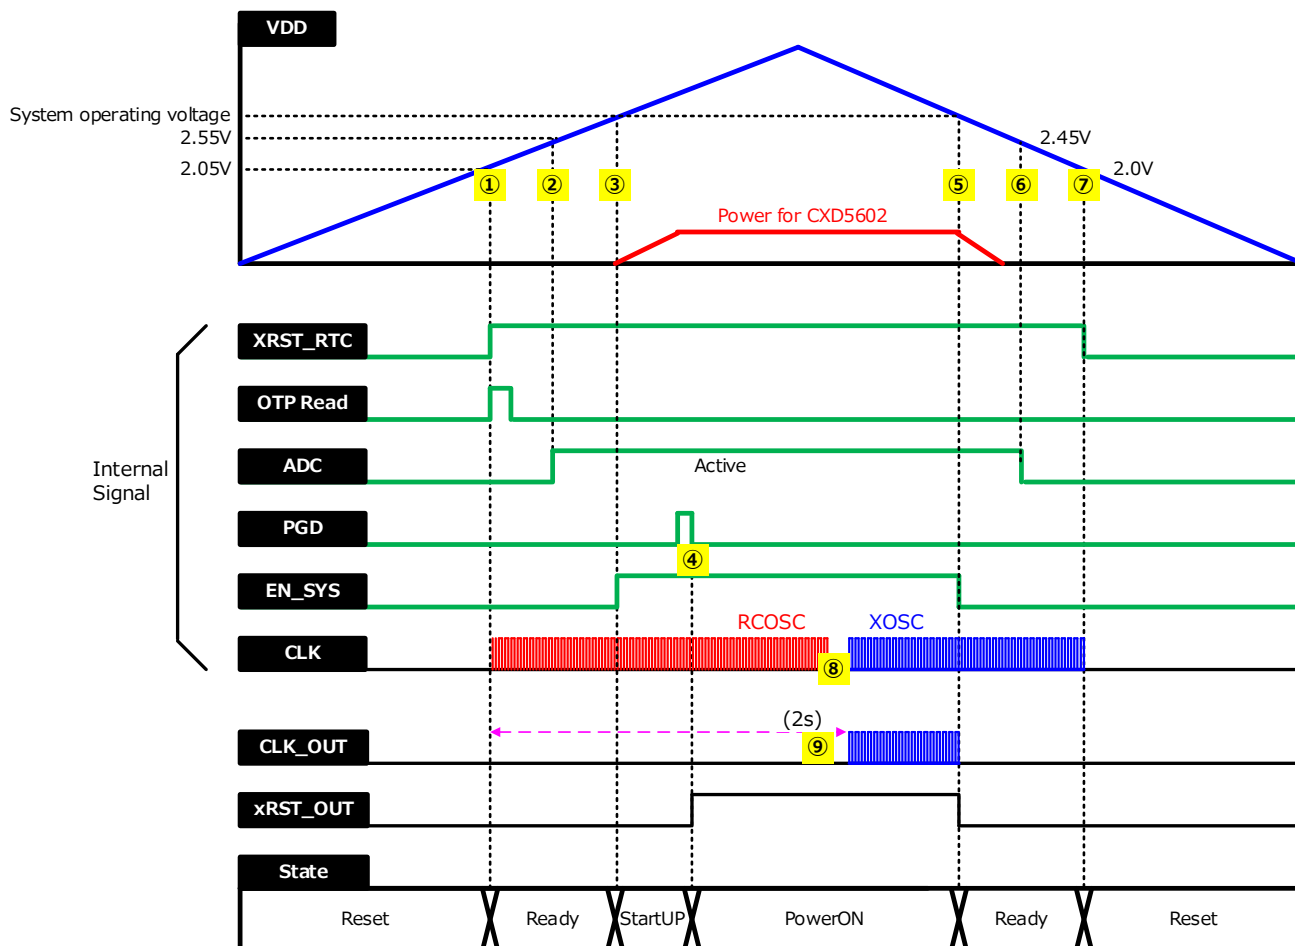 VDD
System operating voltage
2.55V
2.45V
2.05V
2.0V
① ② ③ ⑤ ⑥ ⑦
Power for CXD5602
XRST_RTC
OTP Read
Internal
Signal
ADC
Active
PGD
④
EN_SYS
RCOSC
XOSC
CLK
⑧
(2s)
CLK_OUT
⑨
xRST_OUT
State
Reset Ready StartUP PowerON Ready Reset